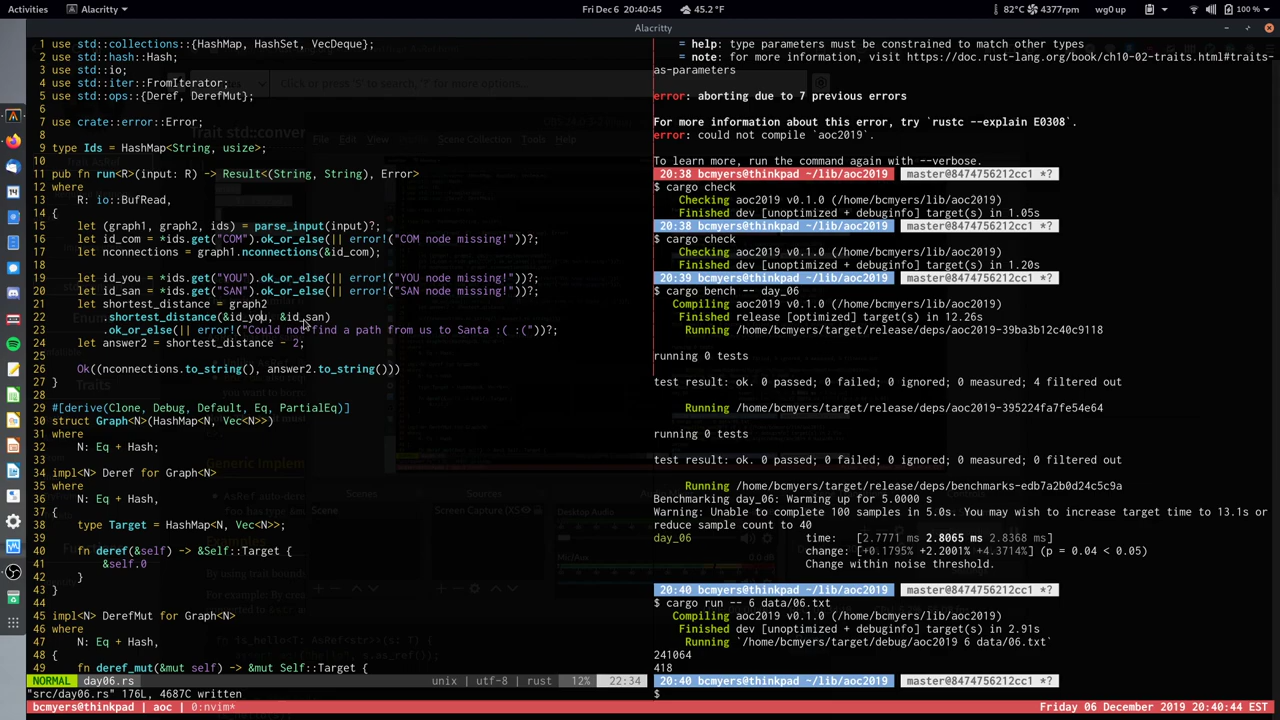 Activities
Alacritty
Fri Dec 6 20:40:45
45.2 °F
82°C
4377rpm
wg0 up
100 %
Alacritty
1 use std::collections::{HashMap, HashSet, VecDeque};
2 use std::hash::Hash;
3 use std::io;
4 use std::iter::FromIterator;
5 use std::ops::{Deref, DerefMut};
6
7 use crate::error::Error;
8
9 type Ids = HashMap<String, usize>;
10
11 pub fn run<R>(input: R) -> Result<(String, String), Error>
12 where
13     R: io::BufRead,
14 {
15     let (graph1, graph2, ids) = parse_input(input)?;
16     let id_com = *ids.get("COM").ok_or_else(|| error!("COM node missing!"))?;
17     let nconnections = graph1.nconnections(&id_com);
18
19     let id_you = *ids.get("YOU").ok_or_else(|| error!("YOU node missing!"))?;
20     let id_san = *ids.get("SAN").ok_or_else(|| error!("SAN node missing!"))?;
21     let shortest_distance = graph2
22         .shortest_distance(&id_you, &id_san)
23         .ok_or_else(|| error!("Could not find a path from us to Santa :( :("))?;
24     let answer2 = shortest_distance - 2;
25
26     Ok((nconnections.to_string(), answer2.to_string()))
27 }
28
29 #[derive(Clone, Debug, Default, Eq, PartialEq)]
30 struct Graph<N>(HashMap<N, Vec<N>>)
31 where
32     N: Eq + Hash;
33
34 impl<N> Deref for Graph<N>
35 where
36     N: Eq + Hash,
37 {
38     type Target = HashMap<N, Vec<N>>;
39
40     fn deref(&self) -> &Self::Target {
41         &self.0
42     }
43 }
44
45 impl<N> DerefMut for Graph<N>
46 where
47     N: Eq + Hash,
48 {
49     fn deref_mut(&mut self) -> &mut Self::Target {
NORMAL  day06.rs  unix | utf-8 | rust  12%  22:34
"src/day06.rs" 176L, 4687C written
= help: type parameters must be constrained to match other types
= note: for more information, visit https://doc.rust-lang.org/book/ch10-02-traits.html#traits-
as-parameters
error: aborting due to 7 previous errors
For more information about this error, try `rustc --explain E0308`.
error: could not compile `aoc2019`.
To learn more, run the command again with --verbose.
20:38 bcmyers@thinkpad ~/lib/aoc2019  master@8474756212cc1 *?
$ cargo check
Checking aoc2019 v0.1.0 (/home/bcmyers/lib/aoc2019)
Finished dev [unoptimized + debuginfo] target(s) in 1.05s
20:38 bcmyers@thinkpad ~/lib/aoc2019  master@8474756212cc1 *?
$ cargo check
Checking aoc2019 v0.1.0 (/home/bcmyers/lib/aoc2019)
Finished dev [unoptimized + debuginfo] target(s) in 1.20s
20:39 bcmyers@thinkpad ~/lib/aoc2019  master@8474756212cc1 *?
$ cargo bench -- day_06
Compiling aoc2019 v0.1.0 (/home/bcmyers/lib/aoc2019)
Finished release [optimized] target(s) in 12.26s
Running /home/bcmyers/target/release/deps/aoc2019-39ba3b12c40c9118
running 0 tests
test result: ok. 0 passed; 0 failed; 0 ignored; 0 measured; 4 filtered out
Running /home/bcmyers/target/release/deps/aoc2019-395224fa7fe54e64
running 0 tests
test result: ok. 0 passed; 0 failed; 0 ignored; 0 measured; 0 filtered out
Running /home/bcmyers/target/release/deps/benchmarks-edb7a2b0d24c5c9a
Benchmarking day_06: Warming up for 5.0000 s
Warning: Unable to complete 100 samples in 5.0s. You may wish to increase target time to 13.1s or
reduce sample count to 40
day_06  time:   [2.7771 ms 2.8065 ms 2.8368 ms]
change: [+0.1795% +2.2001% +4.3714%] (p = 0.04 < 0.05)
Change within noise threshold.
20:40 bcmyers@thinkpad ~/lib/aoc2019  master@8474756212cc1 *?
$ cargo run -- 6 data/06.txt
Compiling aoc2019 v0.1.0 (/home/bcmyers/lib/aoc2019)
Finished dev [unoptimized + debuginfo] target(s) in 2.91s
Running `/home/bcmyers/target/debug/aoc2019 6 data/06.txt`
241064
418
20:40 bcmyers@thinkpad ~/lib/aoc2019  master@8474756212cc1 *?
$
bcmyers@thinkpad | aoc | 0:nvim*
Friday 06 December 2019 20:40:44 EST